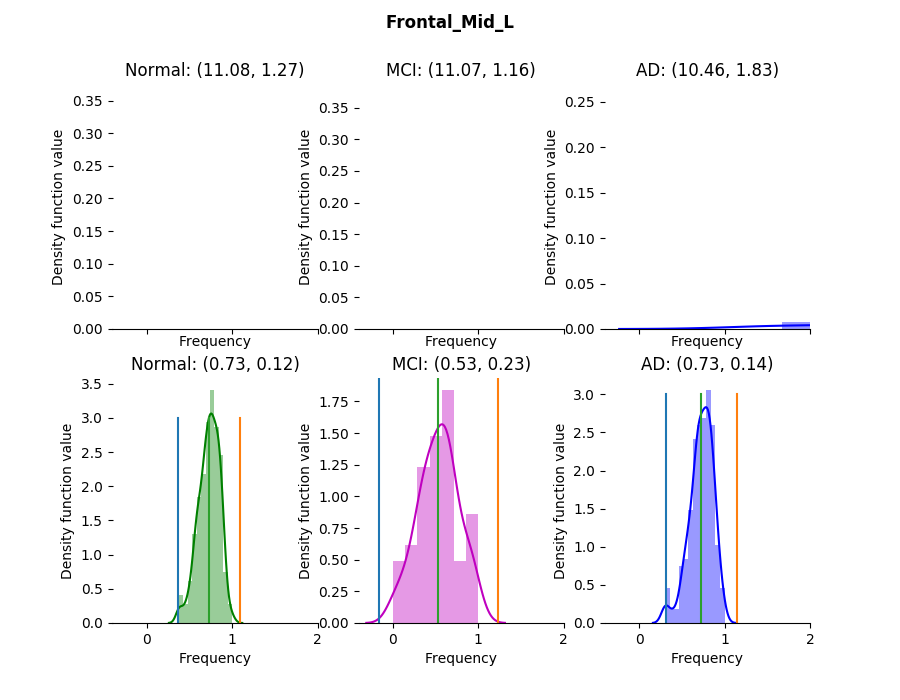 Frontal_Mid_L
Normal: (11.08, 1.27)
MCI: (11.07, 1.16)
AD: (10.46, 1.83)
Density function value
0.35
0.30
0.25
0.20
0.15
0.10
0.05
0.00
Frequency
Density function value
0.35
0.30
0.25
0.20
0.15
0.10
0.05
0.00
Frequency
Density function value
0.25
0.20
0.15
0.10
0.05
0.00
Frequency
Normal: (0.73, 0.12)
MCI: (0.53, 0.23)
AD: (0.73, 0.14)
Density function value
3.5
3.0
2.5
2.0
1.5
1.0
0.5
0.0
0 1 2
Frequency
Density function value
1.75
1.50
1.25
1.00
0.75
0.50
0.25
0.00
0 1 2
Frequency
Density function value
3.0
2.5
2.0
1.5
1.0
0.5
0.0
0 1 2
Frequency